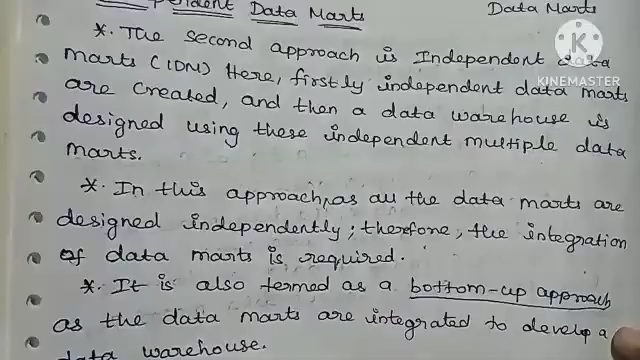 pendent Data Marts Data Marts
*. The second approach is Independent data
Marts (IDM) Here, firstly independent data marts
are created, and then a data warehouse is
designed using these independent multiple data
marts.
*. In this approach, as all the data marts are
designed independently; therefore, the integration
of data marts is required.
*. It is also termed as a bottom-up approach
as the data marts are integrated to develop a
data warehouse.
KINEMASTER